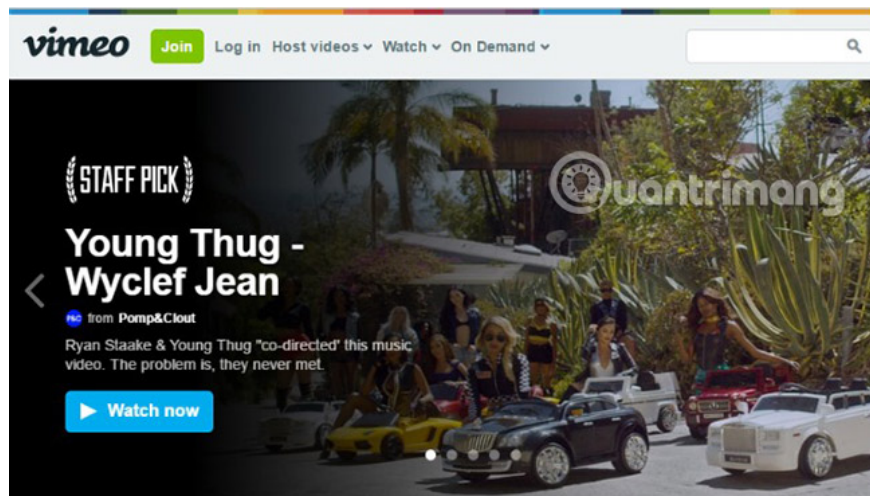 vimeo Join Log in Host videos Watch On Demand
STAFF PICK
uantrimang
Young Thug -
Wyclef Jean
P&C from Pomp&Clout
Ryan Staake & Young Thug "co-directed" this music
video. The problem is, they never met.
Watch now